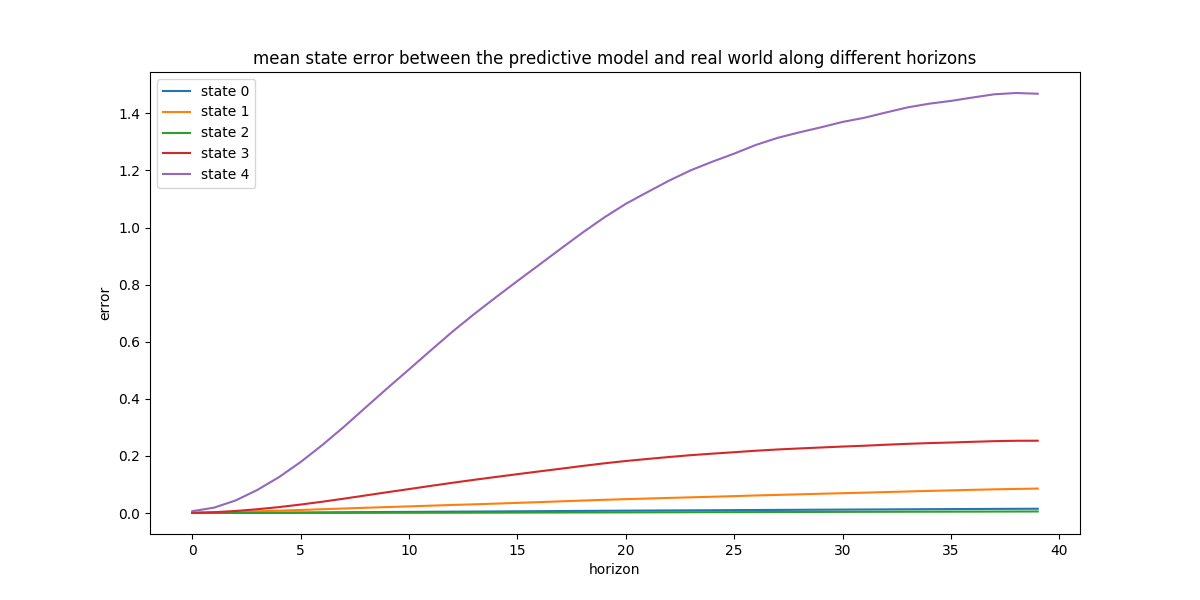 mean state error between the predictive model and real world along different horizons
state 0
state 1
state 2
state 3
state 4
error
1.4
1.2
1.0
0.8
0.6
0.4
0.2
0.0
0 5 10 15 20 25 30 35 40
horizon